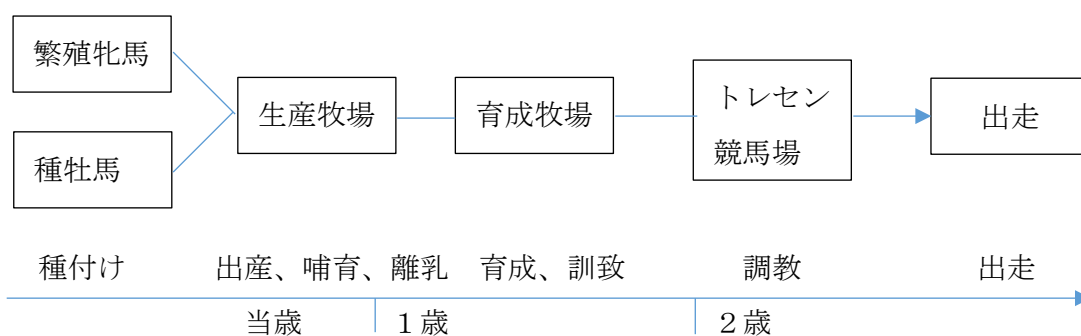 繁殖牝馬
種牡馬
生産牧場
育成牧場
トレセン
競馬場
出走
種付け
出産、哺育、離乳
育成、訓致
調教
出走
当歳
１歳
２歳